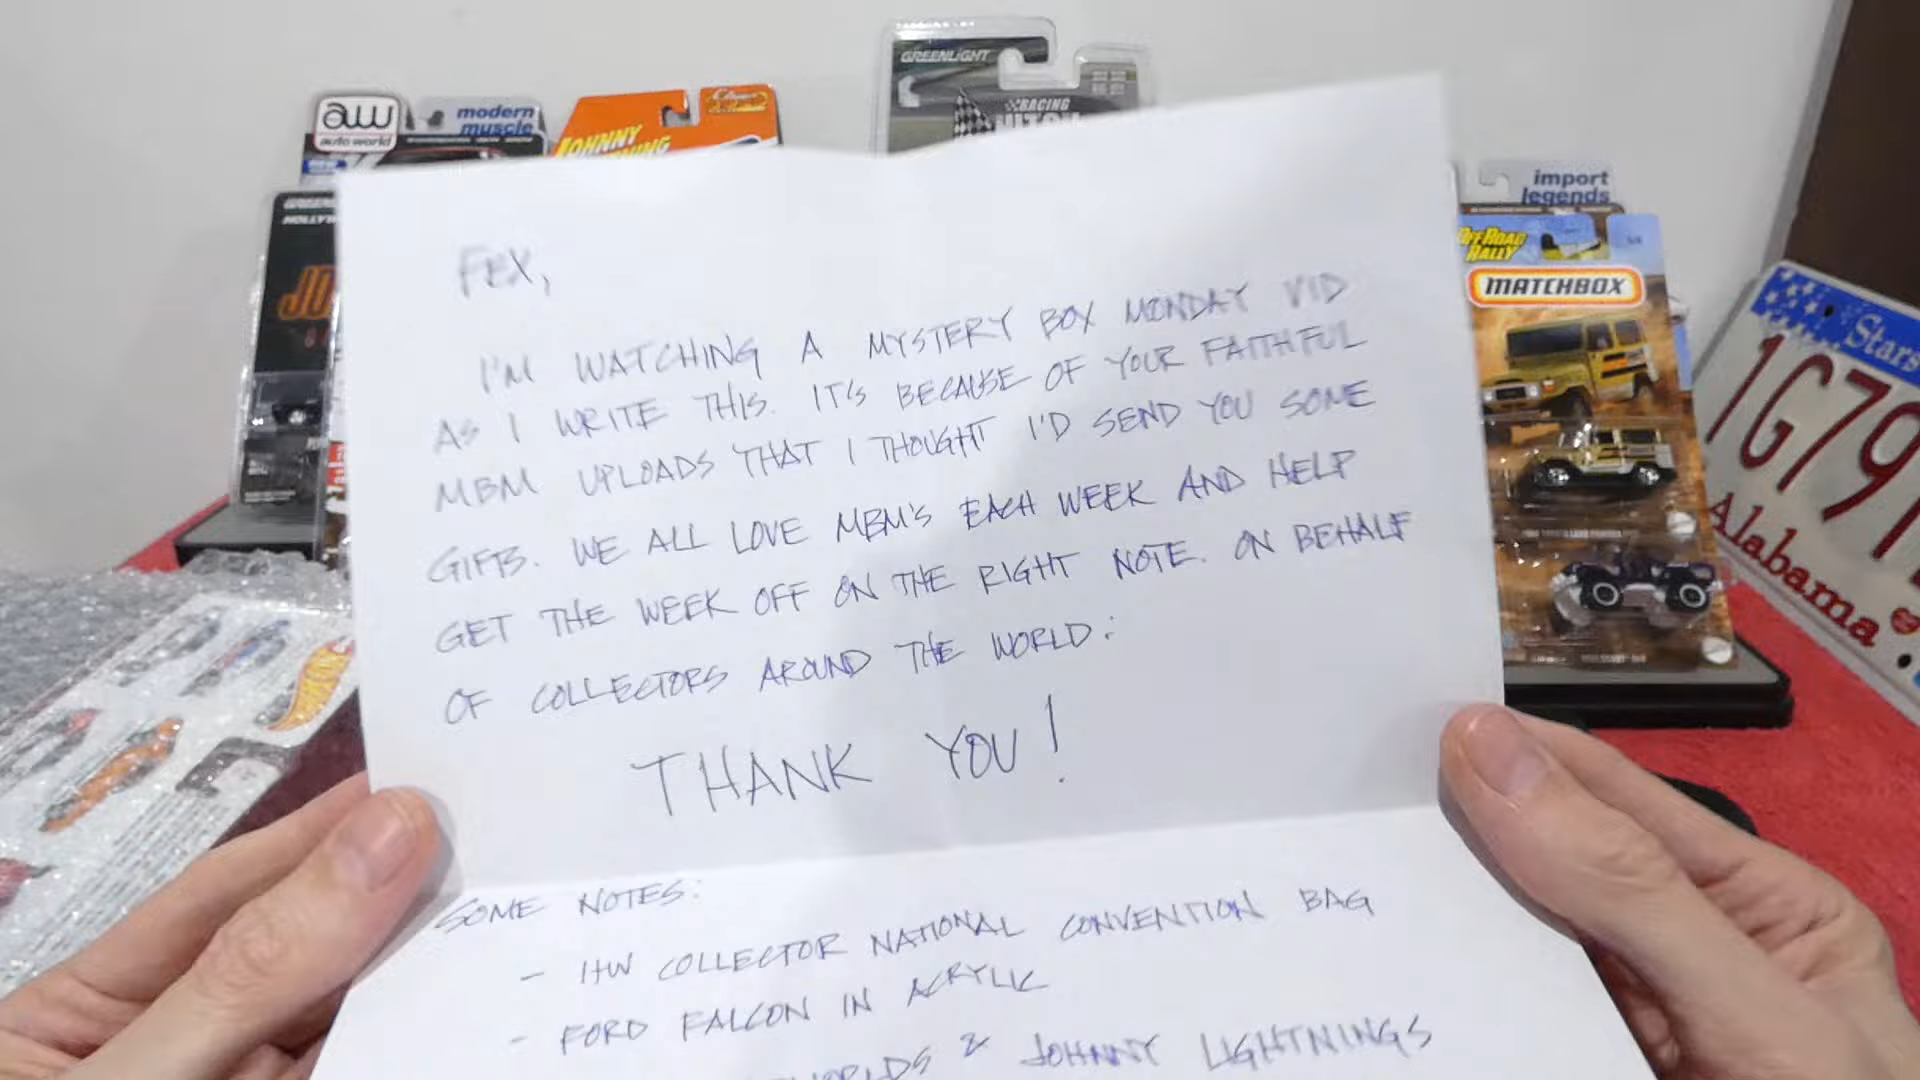 aw
auto world
modern
muscle
JOHNNY
GREENLIGHT
RACING
import
legends
OFF-ROAD
RALLY
MATCHBOX
Stars
1G79
Alabama
FEX,
I'M WATCHING A MYSTERY BOX MONDAY VID
AS I WRITE THIS. IT'S BECAUSE OF YOUR FAITHFUL
MBM UPLOADS THAT I THOUGHT I'D SEND YOU SOME
GIFTS. WE ALL LOVE MBM'S EACH WEEK AND HELP
GET THE WEEK OFF ON THE RIGHT NOTE. ON BEHALF
OF COLLECTORS AROUND THE WORLD:
THANK YOU!
SOME NOTES:
- HW COLLECTOR NATIONAL CONVENTION BAG
- FORD FALCON IN ACRYLIC
& JOHNNY LIGHTNINGS